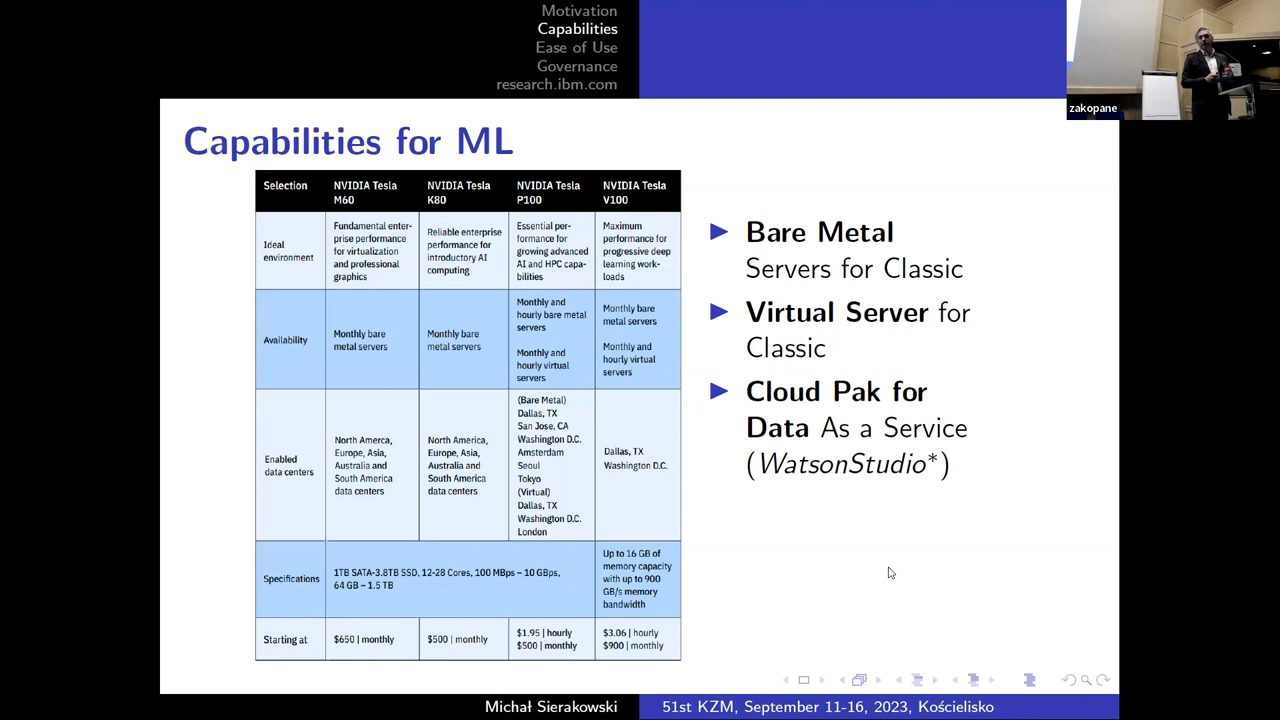 Motivation
Capabilities
Ease of Use
Governance
research.ibm.com
zakopane
Capabilities for ML
Selection
NVIDIA Tesla
M60
NVIDIA Tesla
K80
NVIDIA Tesla
P100
NVIDIA Tesla
V100
Ideal
environment
Fundamental enter-
prise performance
for virtualization
and professional
graphics
Reliable enterprise
performance for
introductory AI
computing
Essential per-
formance for
growing advanced
AI and HPC capa-
bilities
Maximum
performance for
progressive deep
learning work-
loads
Availability
Monthly bare
metal servers
Monthly bare
metal servers
Monthly and
hourly bare metal
servers
Monthly and
hourly virtual
servers
Monthly bare
metal servers
Monthly and
hourly virtual
servers
Enabled
data centers
North Amerca,
Europe, Asia,
Australia and
South America
data centers
North America,
Europe, Asia,
Australia and
South America
data centers
(Bare Metal)
Dallas, TX
San Jose, CA
Washington D.C.
Amsterdam
Seoul
Tokyo
(Virtual)
Dallas, TX
Washington D.C.
London
Dallas, TX
Washington D.C.
Specifications
1TB SATA-3.8TB SSD, 12-28 Cores, 100 MBps – 10 GBps,
64 GB – 1.5 TB
Up to 16 GB of
memory capacity
with up to 900
GB/s memory
bandwidth
Starting at
$650 | monthly
$500 | monthly
$1.95 | hourly
$500 | monthly
$3.06 | hourly
$900 | monthly
Bare Metal
Servers for Classic
Virtual Server for
Classic
Cloud Pak for
Data As a Service
(WatsonStudio*)
Michał Sierakowski
51st KZM, September 11-16, 2023, Kościelisko